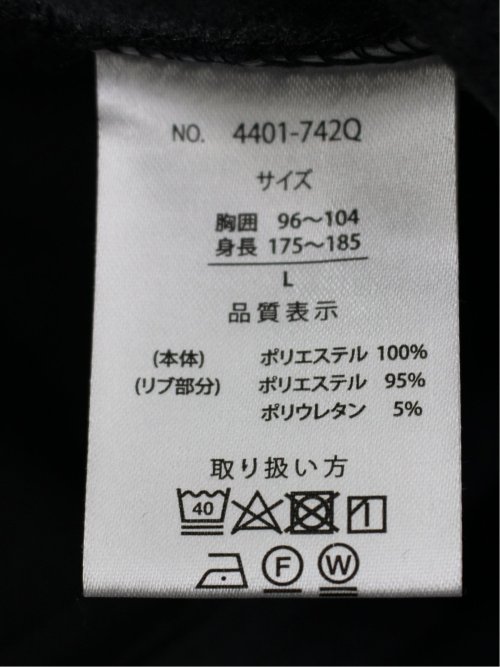 NO. 4401-742Q
サイズ
胸囲 96～104
身長 175～185
L
品質表示
(本体) ポリエステル 100%
(リブ部分) ポリエステル 95%
ポリウレタン 5%
取り扱い方
40
F W